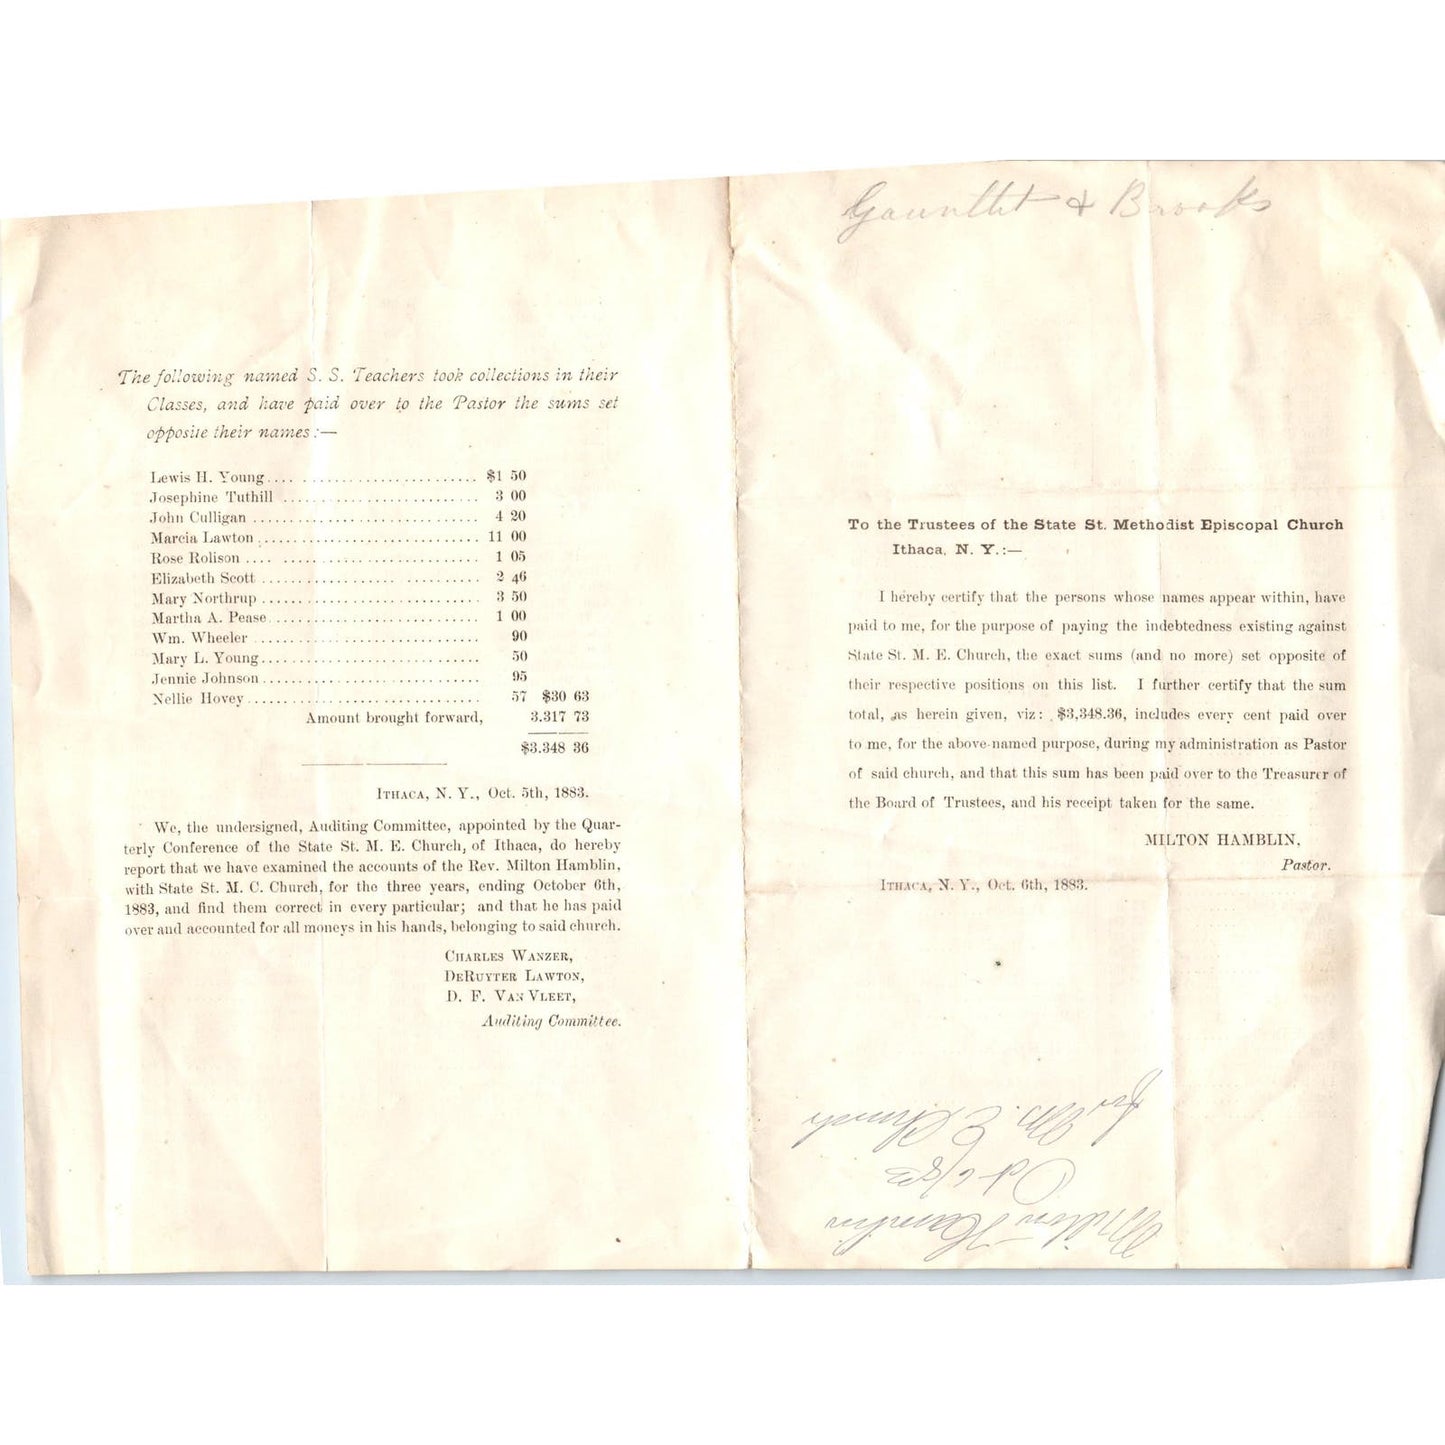 The following named S. S. Teachers took collections in their
Classes, and have paid over to the Pastor the sums set
opposite their names :—
Lewis H. Young.... ........................ $1 50
Josephine Tuthill .......................... 3 00
John Culligan .............................. 4 20
Marcia Lawton .............................. 11 00
Rose Rolison .... .......................... 1 05
Elizabeth Scott .................. .......... 2 46
Mary Northrup ............................. 3 50
Martha A. Pease ............................ 1 00
Wm. Wheeler .............................. 90
Mary L. Young............................. 50
Jennie Johnson............................. 95
Nellie Hovey............................... 57 $30 63
Amount brought forward, 3.317 73
$3.348 36
ITHACA, N. Y., Oct. 5th, 1883.
We, the undersigned, Auditing Committee, appointed by the Quar-
terly Conference of the State St. M. E. Church, of Ithaca, do hereby
report that we have examined the accounts of the Rev. Milton Hamblin,
with State St. M. C. Church, for the three years, ending October 6th,
1883, and find them correct in every particular; and that he has paid
over and accounted for all moneys in his hands, belonging to said church.
CHARLES WANZER,
DERUYTER LAWTON,
D. F. VAN VLEET,
Auditing Committee.
Gauntlet & Brooks
To the Trustees of the State St. Methodist Episcopal Church
Ithaca, N. Y.:—
I hereby certify that the persons whose names appear within, have
paid to me, for the purpose of paying the indebtedness existing against
State St. M. E. Church, the exact sums (and no more) set opposite of
their respective positions on this list. I further certify that the sum
total, as herein given, viz: $3,348.36, includes every cent paid over
to me, for the above-named purpose, during my administration as Pastor
of said church, and that this sum has been paid over to the Treasurer of
the Board of Trustees, and his receipt taken for the same.
MILTON HAMBLIN,
Pastor.
ITHACA, N. Y., Oct. 6th, 1883.
Milton Hamblin
Oct 6/83
for M. E Church